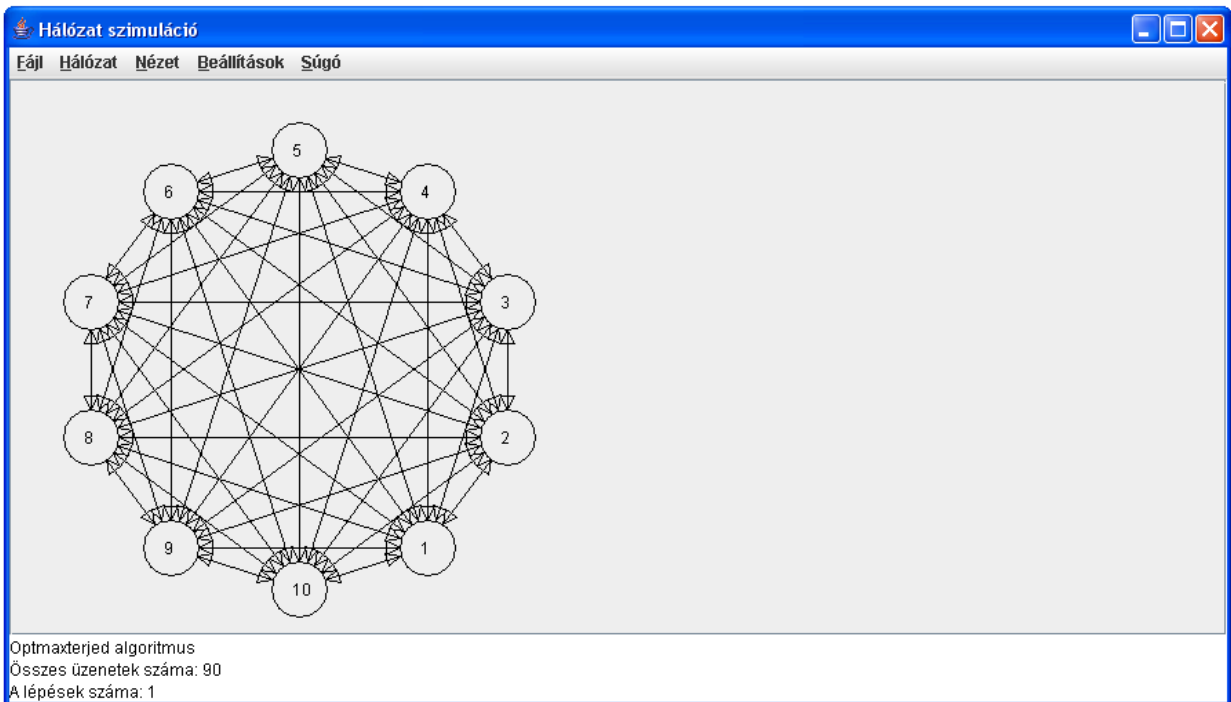 Hálózat szimuláció
Fájl Hálózat Nézet Beállítások Súgó
5
6 4
7 3
8 2
9 1
10
Optmaxterjed algoritmus
Összes üzenetek száma: 90
A lépések száma: 1